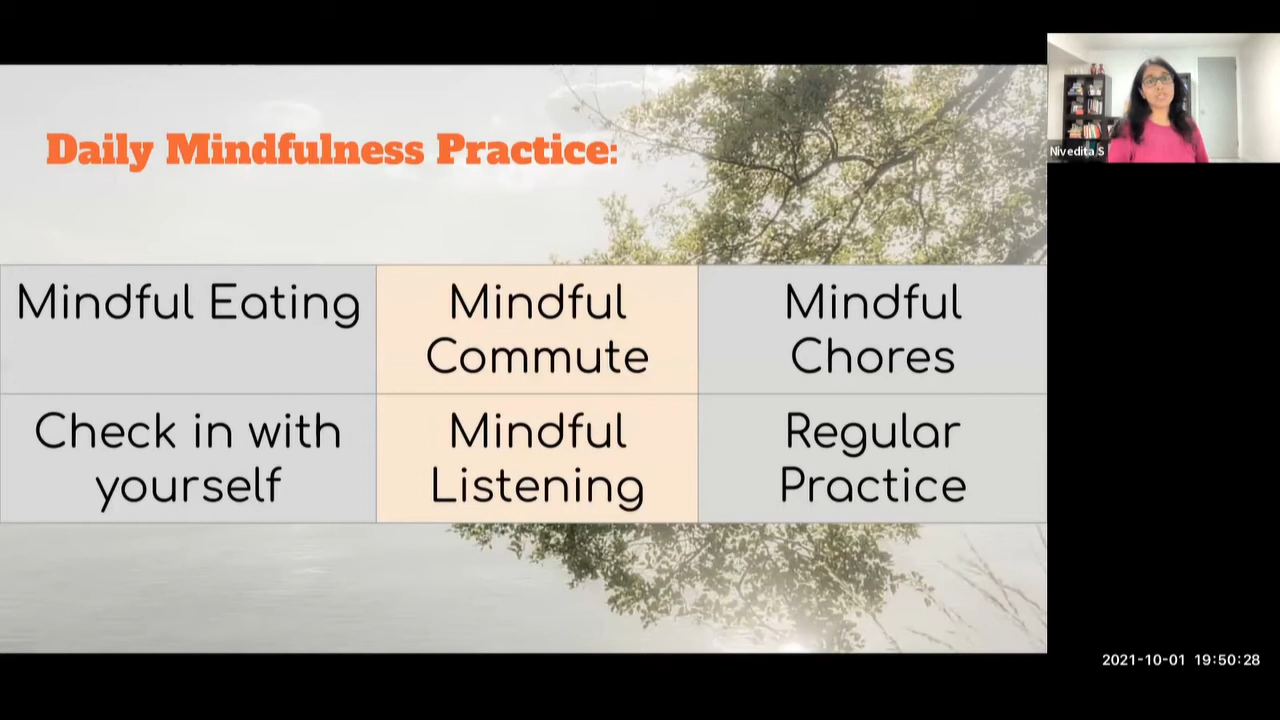 Daily Mindfulness Practice:
Nivedita S
Mindful Eating
Mindful
Commute
Mindful
Chores
Check in with
yourself
Mindful
Listening
Regular
Practice
2021-10-01 19:50:28